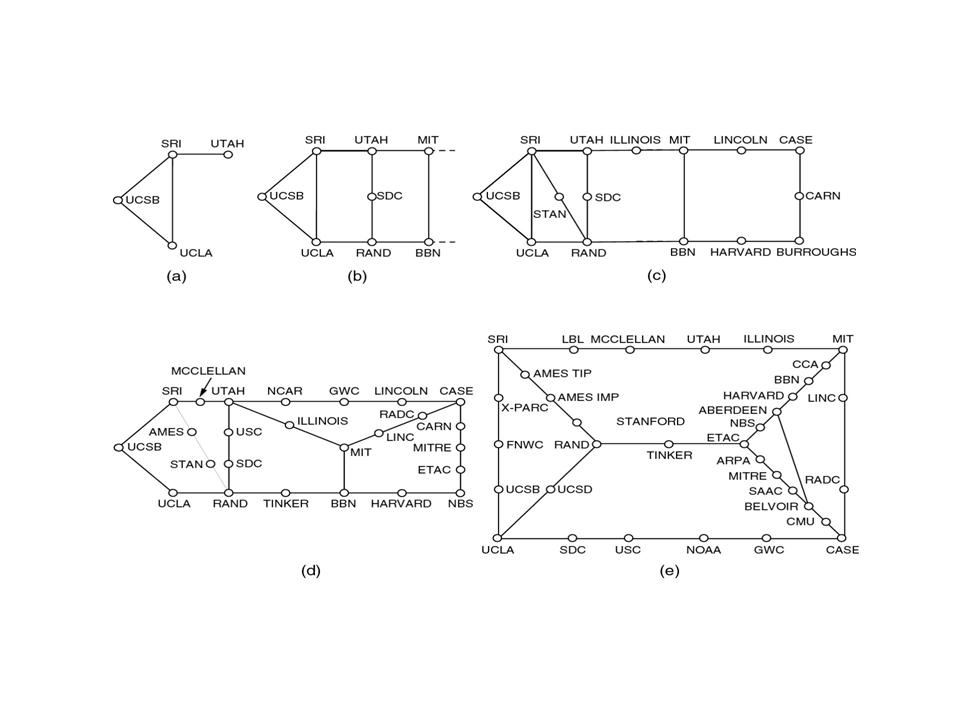 SRI UTAH
UCSB
UCLA
(a)
SRI UTAH MIT
UCSB SDC
UCLA RAND BBN
(b)
SRI UTAH ILLINOIS MIT LINCOLN CASE
UCSB SDC CARN
STAN
UCLA RAND BBN HARVARD BURROUGHS
(c)
MCCLELLAN
SRI UTAH NCAR GWC LINCOLN CASE
RADC
ILLINOIS CARN
AMES USC LINC
UCSB MIT MITRE
STAN SDC ETAC
UCLA RAND TINKER BBN HARVARD NBS
(d)
SRI LBL MCCLELLAN UTAH ILLINOIS MIT
CCA
AMES TIP BBN
AMES IMP HARVARD LINC
X-PARC ABERDEEN
STANFORD NBS
FNWC RAND ETAC
TINKER ARPA
MITRE RADC
UCSB UCSD SAAC
BELVOIR
CMU
UCLA SDC USC NOAA GWC CASE
(e)